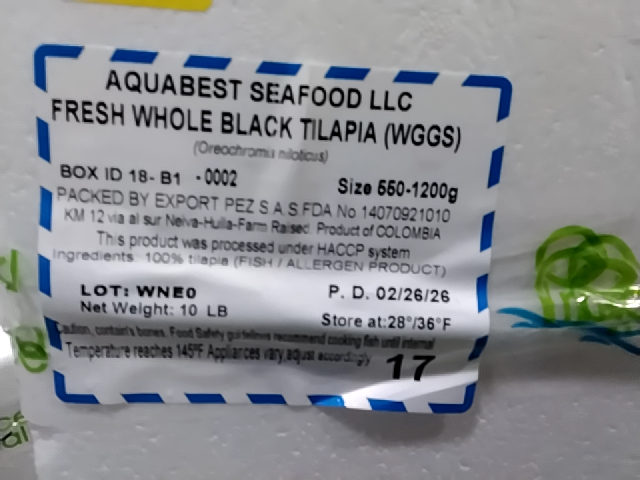 AQUABEST SEAFOOD LLC
FRESH WHOLE BLACK TILAPIA (WGGS)
(Oreochromis niloticus)
BOX ID 18- B1 -0002
Size 550-1200g
PACKED BY EXPORT PEZ S.A.S FDA No 14070921010
KM 12 via al sur Neiva-Huila-Farm Raised. Product of COLOMBIA
This product was processed under HACCP system
Ingredients: 100% tilapia (FISH / ALLERGEN PRODUCT)
LOT: WNE0
P. D. 02/26/26
Net Weight: 10 LB
Store at:28°/36°F
Caution, contain's bones. Food Safety guidelines recommend cooking fish until internal
Temperature reaches 145ºF Appliances vary,adjust accordingly
17